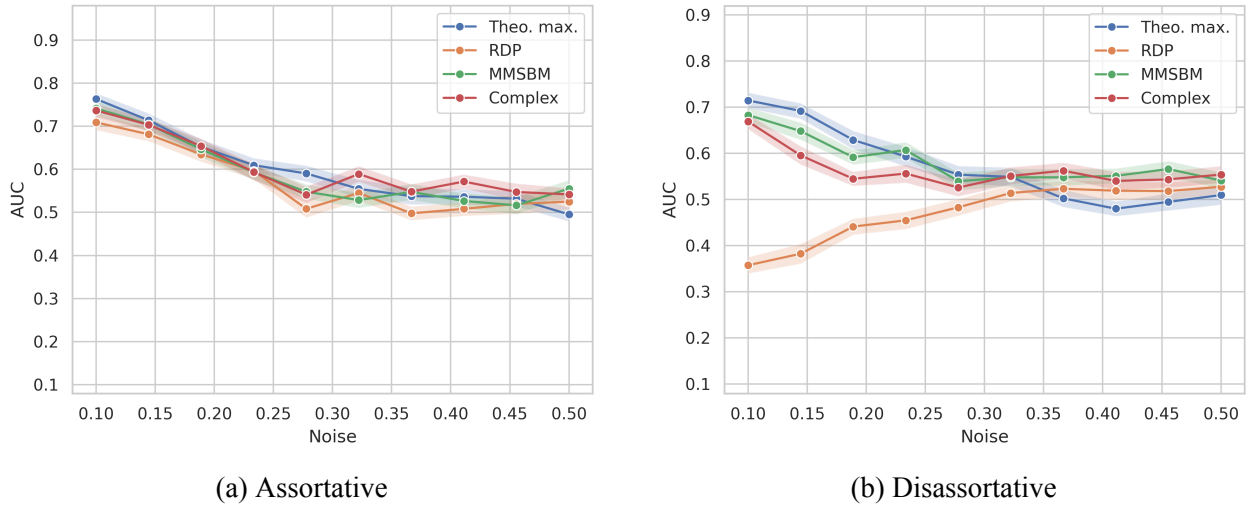 Theo. max.
RDP
MMSBM
Complex
0.9
0.8
0.7
0.6
0.5
0.4
0.3
0.2
0.1
AUC
0.10 0.15 0.20 0.25 0.30 0.35 0.40 0.45 0.50
Noise
(a) Assortative
Theo. max.
RDP
MMSBM
Complex
0.9
0.8
0.7
0.6
0.5
0.4
0.3
0.2
0.1
AUC
0.10 0.15 0.20 0.25 0.30 0.35 0.40 0.45 0.50
Noise
(b) Disassortative